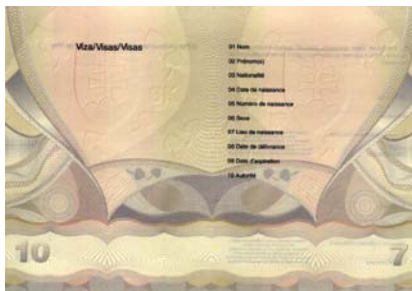 Viza/Visas/Visas
01 Nom
02 Prénom(s)
03 Nationalité
04 Date de naissance
05 Numéro de naissance
06 Sexe
07 Lieu de naissance
08 Date de délivrance
09 Date d'expiration
10 Autorité
10
7